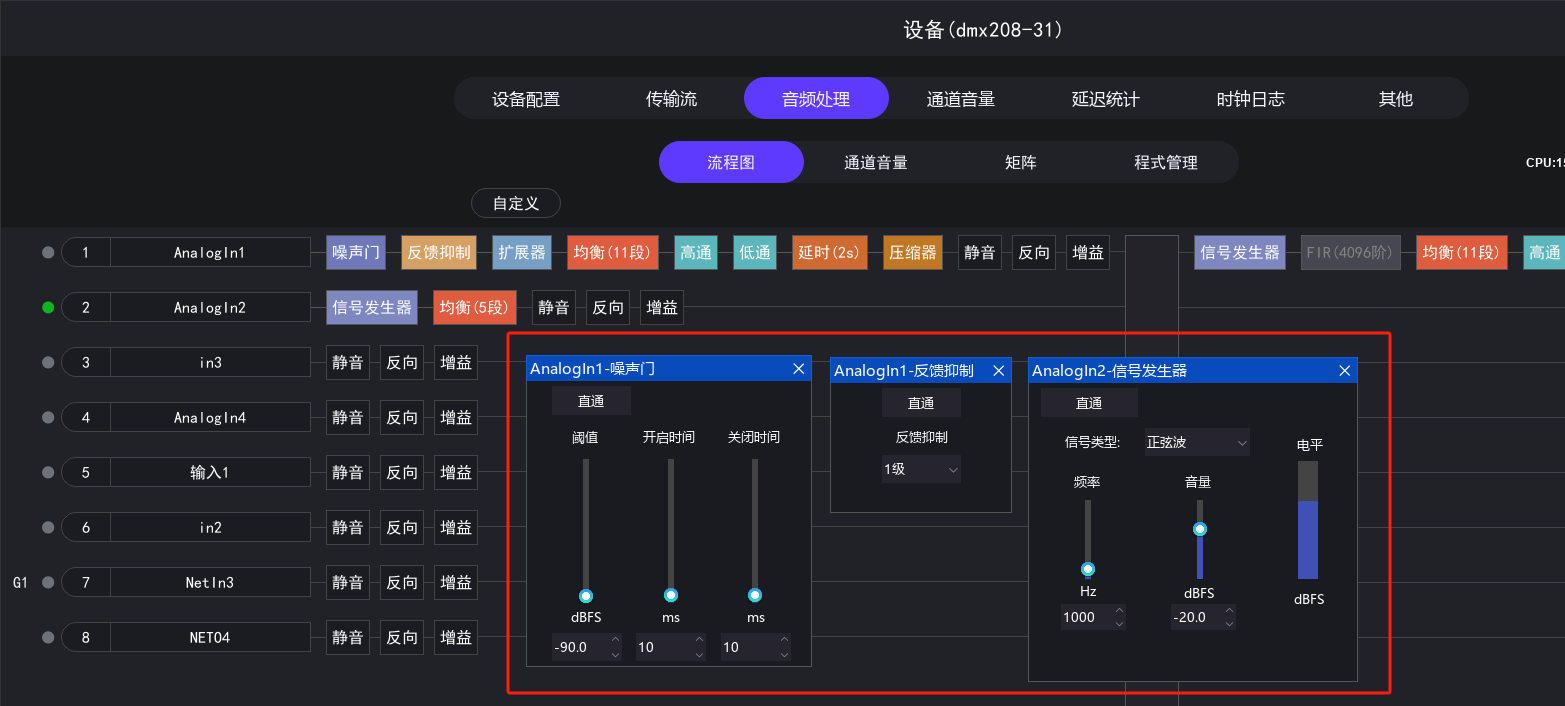 设备(dmx208-31)
设备配置 传输流 音频处理 通道音量 延迟统计 时钟日志 其他
流程图 通道音量 矩阵 程式管理
自定义
1 AnalogIn1 噪声门 反馈抑制 扩展器 均衡(11段) 高通 低通 延时(2s) 压缩器 静音 反向 增益 信号发生器 FIR(4096阶) 均衡(11段) 高通
2 AnalogIn2 信号发生器 均衡(5段) 静音 反向 增益
3 in3 静音 反向 增益
4 AnalogIn4 静音 反向 增益
5 输入1 静音 反向 增益
6 in2 静音 反向 增益
G1 7 NetIn3 静音 反向 增益
8 NETO4 静音 反向 增益
AnalogIn1-噪声门
直通
阈值 开启时间 关闭时间
dBFS ms ms
-90.0 10 10
AnalogIn1-反馈抑制
直通
反馈抑制
1级
AnalogIn2-信号发生器
直通
信号类型: 正弦波 电平
频率 音量
Hz dBFS dBFS
1000 -20.0